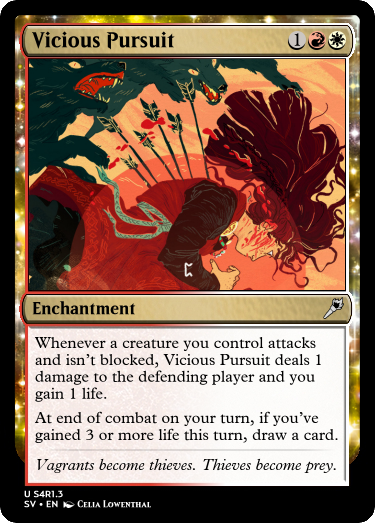 Vicious Pursuit 1
Enchantment
Whenever a creature you control attacks
and isn't blocked, Vicious Pursuit deals 1
damage to the defending player and you
gain 1 life.
At end of combat on your turn, if you've
gained 3 or more life this turn, draw a card.
Vagrants become thieves. Thieves become prey.
U S4R1.3
SV • EN Celia Lowenthal